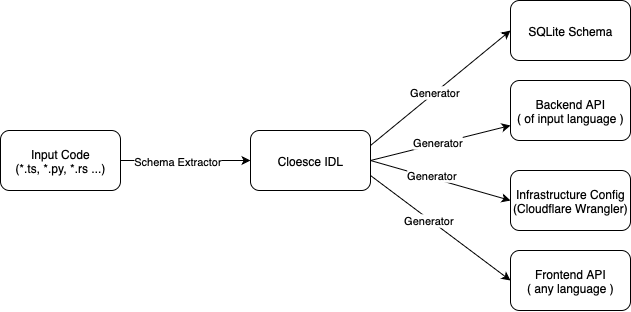 Input Code
(*.ts, *.py, *.rs ...)
Schema Extractor
Cloesce IDL
Generator
SQLite Schema
Generator
Backend API
( of input language )
Generator
Infrastructure Config
(Cloudflare Wrangler)
Generator
Frontend API
( any language )